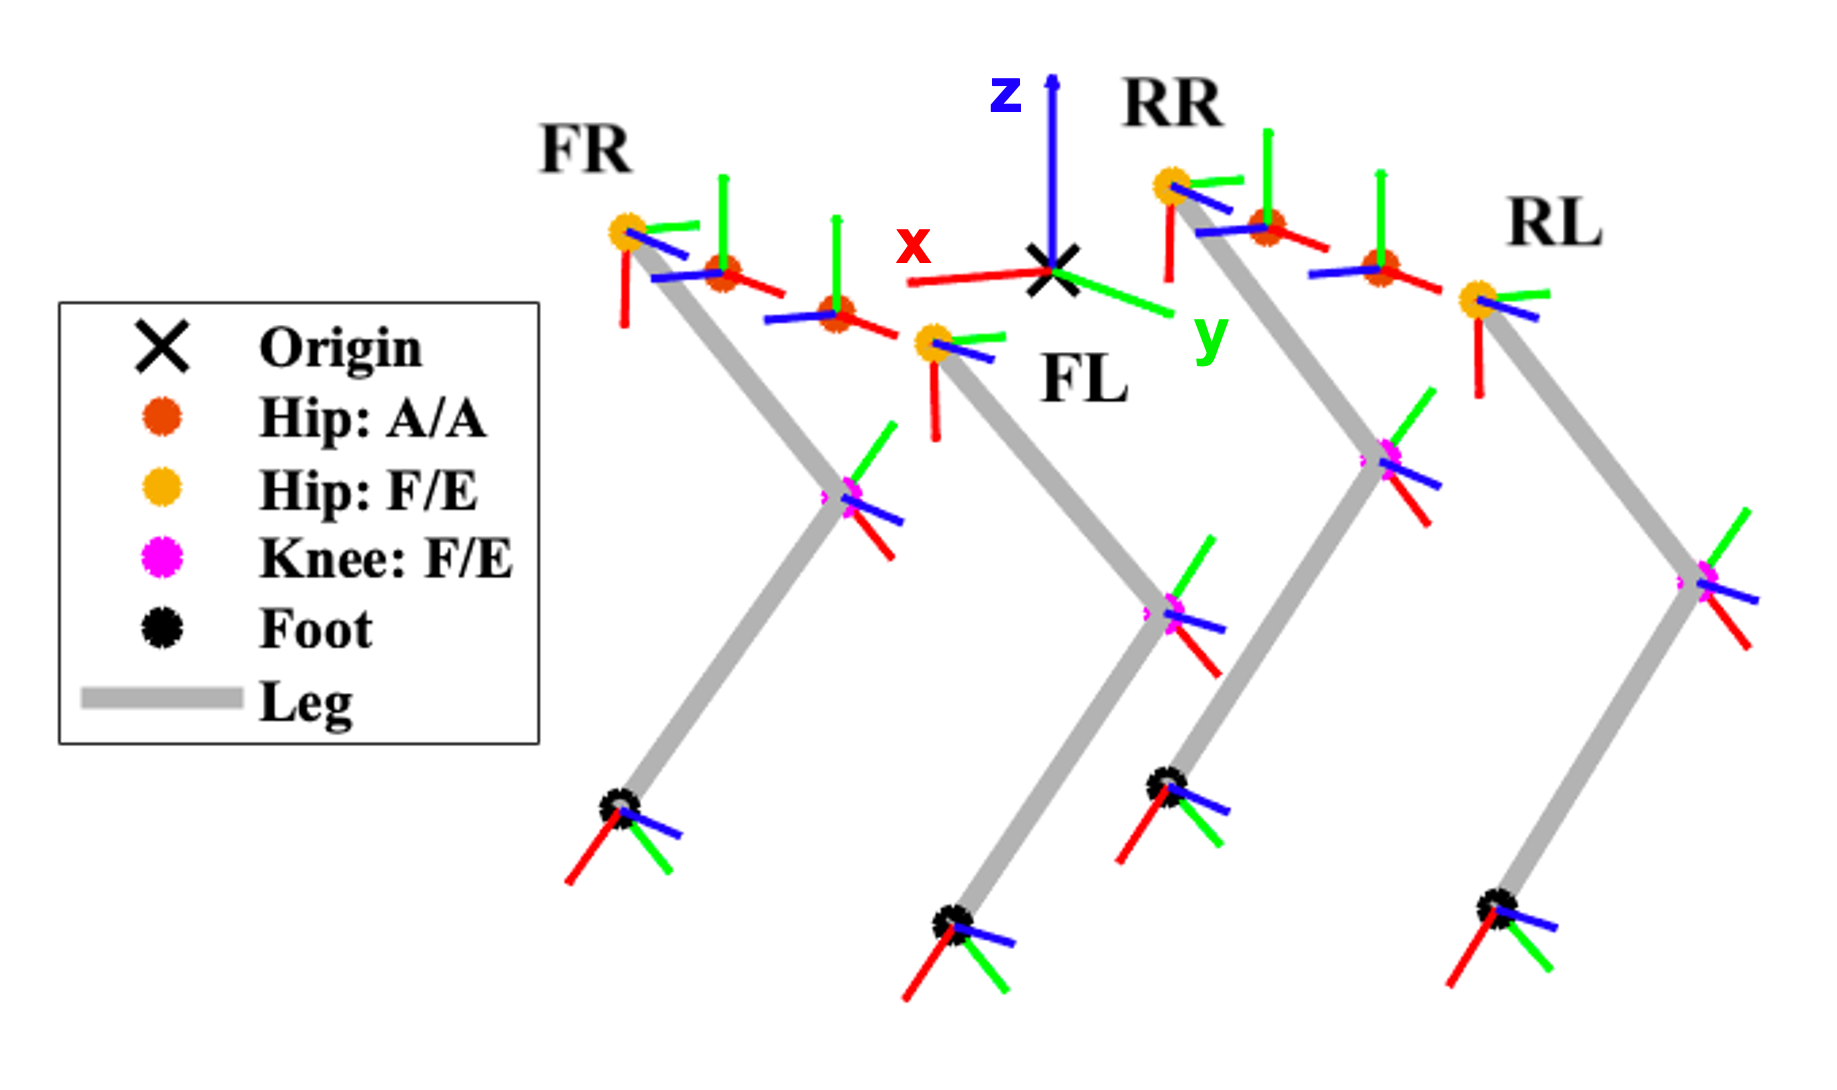 z
RR
FR
RL
x
y
FL
Origin
Hip: A/A
Hip: F/E
Knee: F/E
Foot
Leg